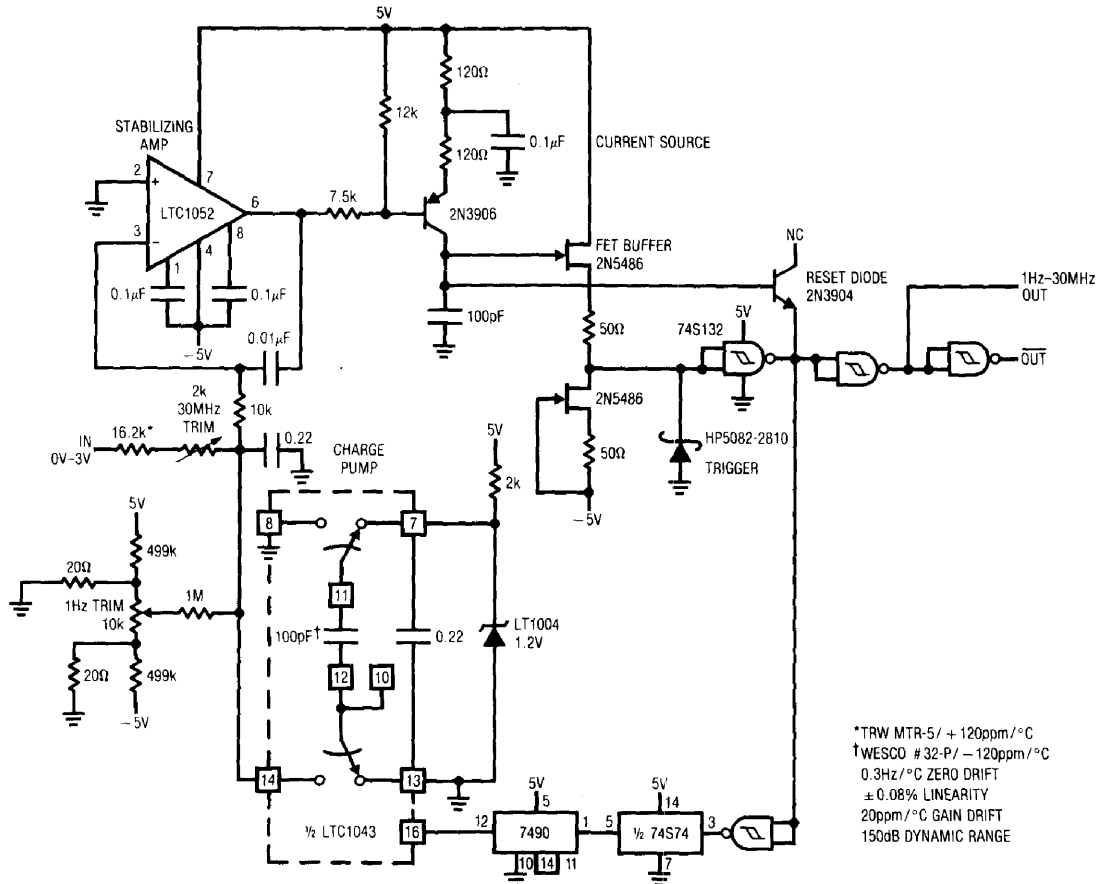 5V
120Ω
12k
0.1µF
CURRENT SOURCE
STABILIZING
AMP
2
+
7
LTC1052
6
7.5k
120Ω
2N3906
3
−
8
4
1
FET BUFFER
2N5486
NC
RESET DIODE
2N3904
1Hz–30MHz
OUT
0.1µF
0.1µF
−5V
100pF
50Ω
74S132
5V
OUT
0.01µF
2k
30MHz
TRIM
10k
2N5486
IN
0V–3V
16.2k*
0.22
CHARGE
PUMP
5V
2k
50Ω
−5V
HP5082-2810
TRIGGER
8
7
5V
499k
20Ω
1Hz TRIM
10k
1M
11
100pF†
0.22
LT1004
1.2V
12
10
20Ω
499k
−5V
14
13
½ LTC1043
16
12
5V
5
7490
1
10
14
11
5
5V
14
½ 74S74
3
7
*TRW MTR-5/ + 120ppm/°C
†WESCO #32-P/ − 120ppm/°C
0.3Hz/°C ZERO DRIFT
±0.08% LINEARITY
20ppm/°C GAIN DRIFT
150dB DYNAMIC RANGE